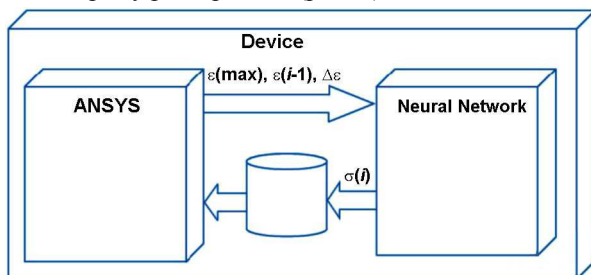 Device
ε(max), ε(i-1), Δε
ANSYS
Neural Network
σ(i)